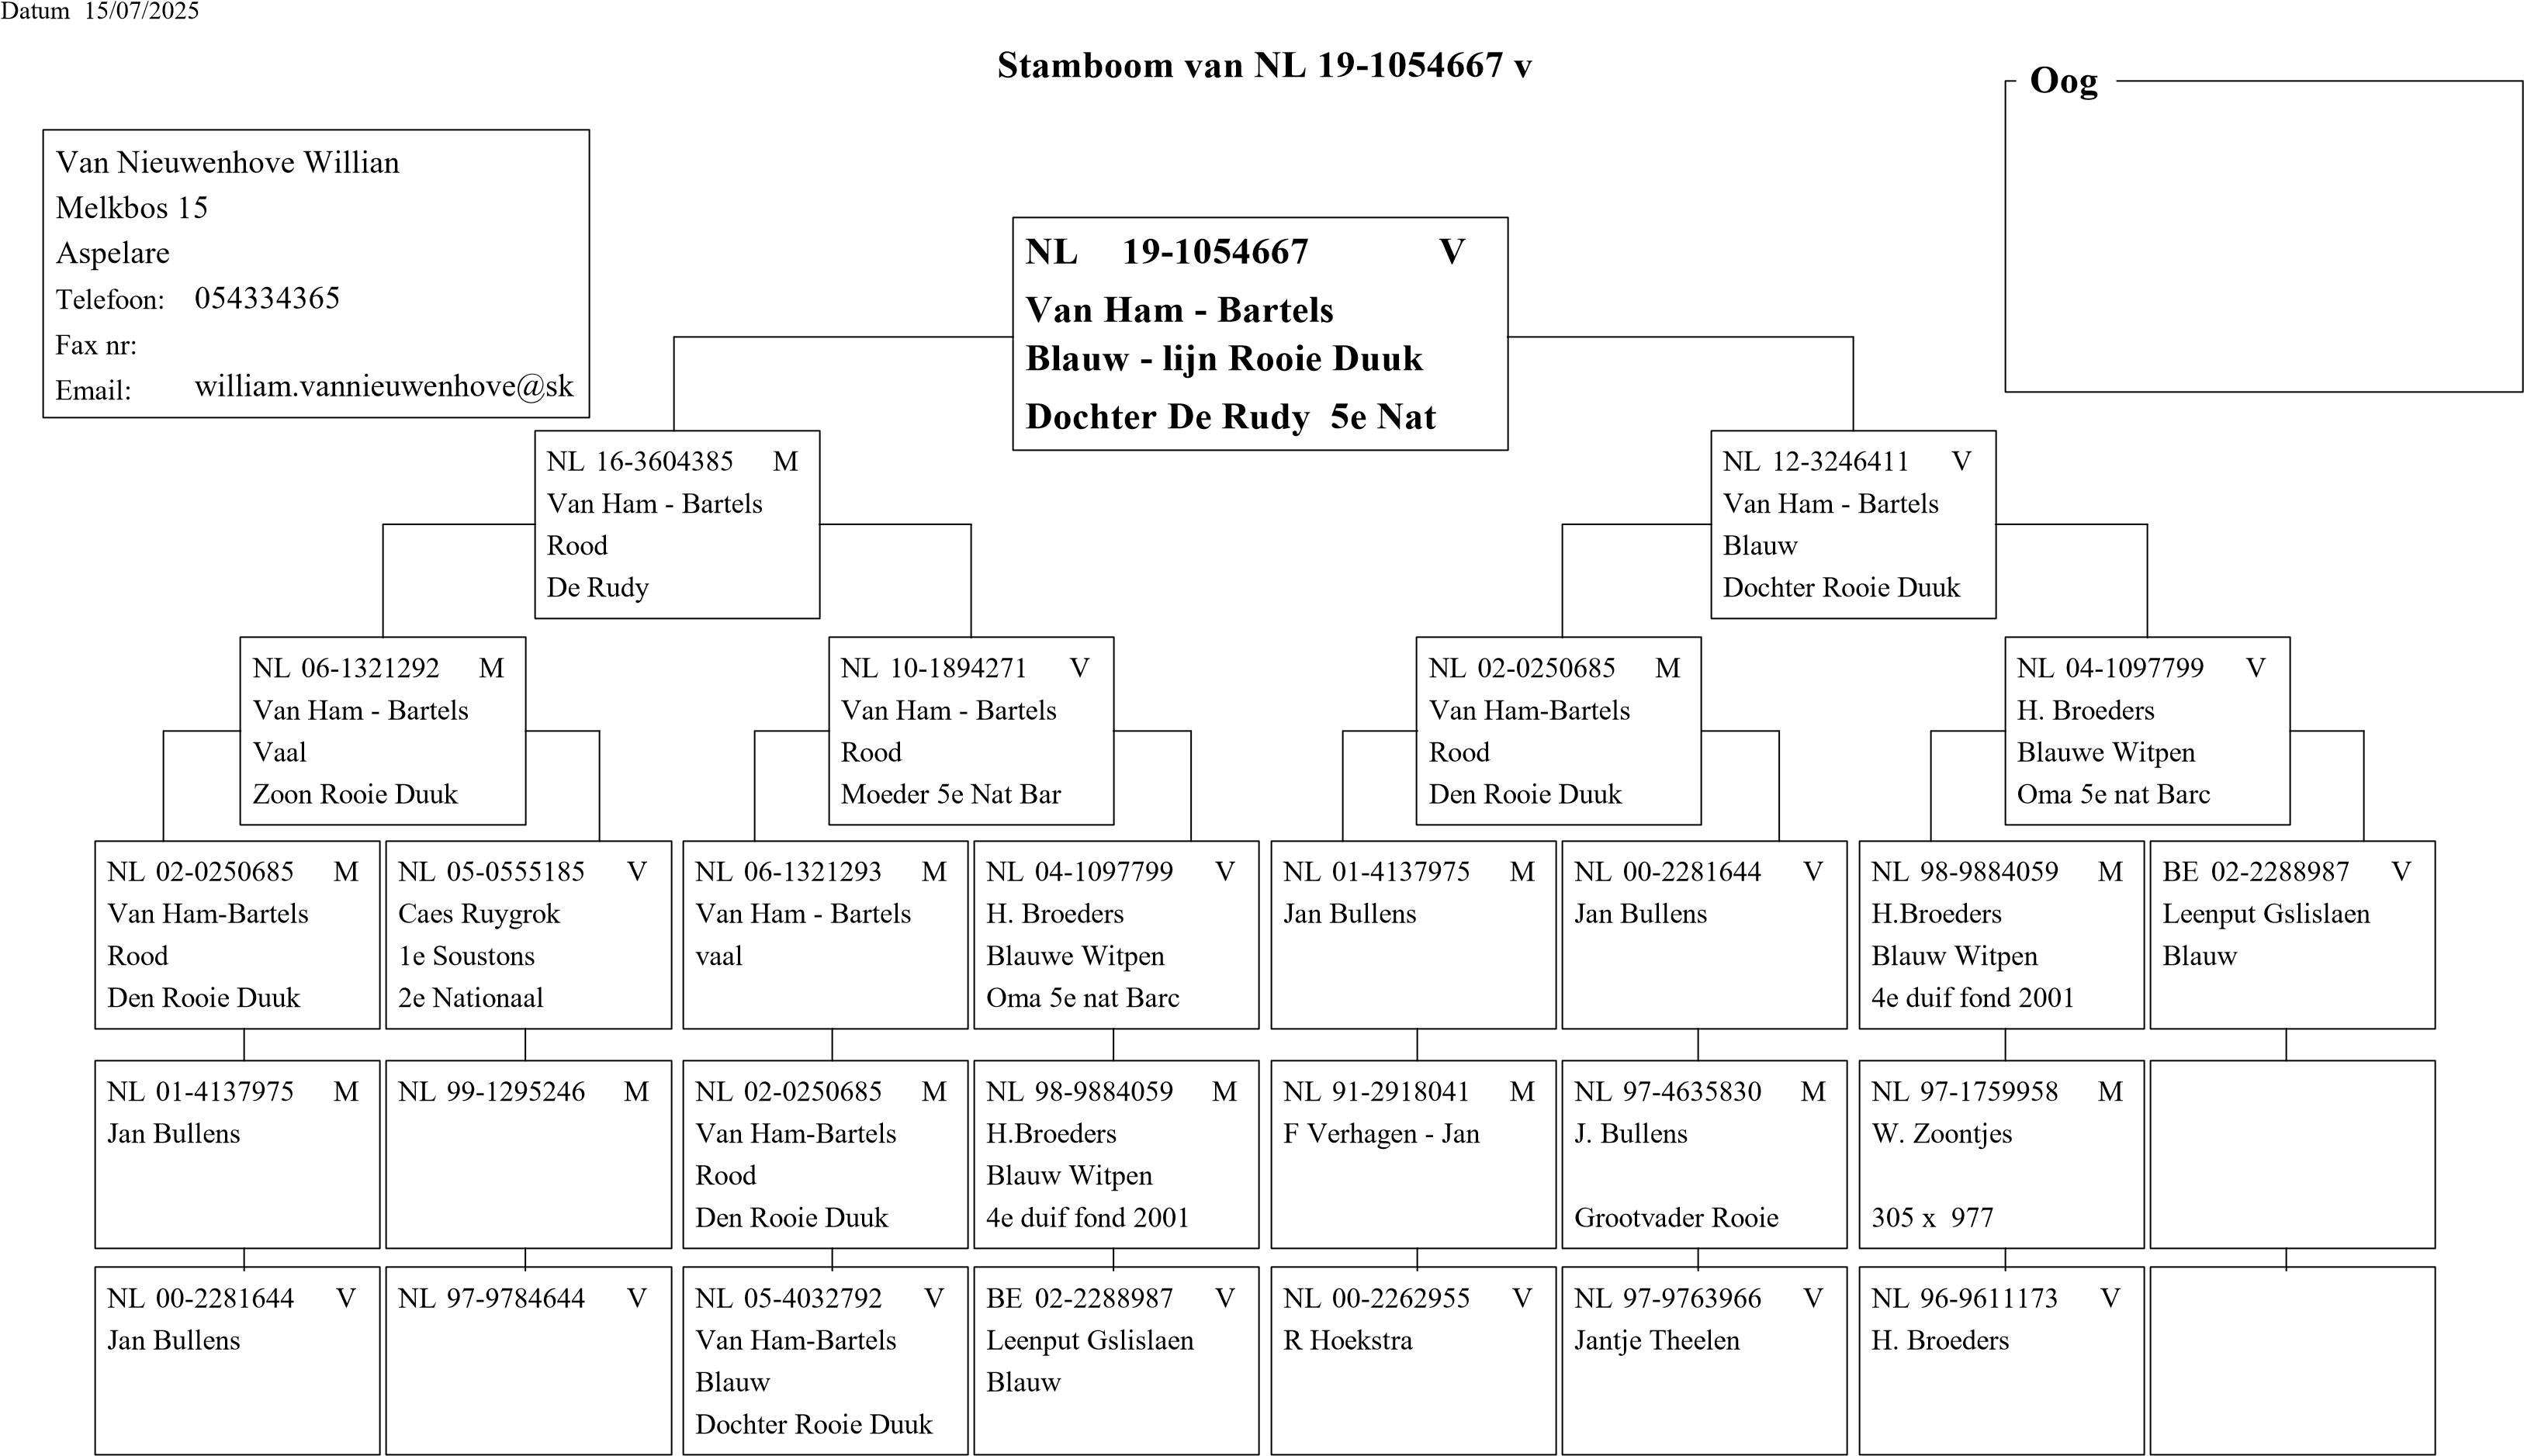 Datum 15/07/2025
Stamboom van NL 19-1054667 v
Oog
Van Nieuwenhove Willian
Melkbos 15
Aspelare
Telefoon: 054334365
Fax nr:
Email: william.vannieuwenhove@sk
NL 19-1054667 V
Van Ham - Bartels
Blauw - lijn Rooie Duuk
Dochter De Rudy 5e Nat
NL 16-3604385 M
Van Ham - Bartels
Rood
De Rudy
NL 12-3246411 V
Van Ham - Bartels
Blauw
Dochter Rooie Duuk
NL 06-1321292 M
Van Ham - Bartels
Vaal
Zoon Rooie Duuk
NL 10-1894271 V
Van Ham - Bartels
Rood
Moeder 5e Nat Bar
NL 02-0250685 M
Van Ham-Bartels
Rood
Den Rooie Duuk
NL 04-1097799 V
H. Broeders
Blauwe Witpen
Oma 5e nat Barc
NL 02-0250685 M
Van Ham-Bartels
Rood
Den Rooie Duuk
NL 05-0555185 V
Caes Ruygrok
1e Soustons
2e Nationaal
NL 06-1321293 M
Van Ham - Bartels
vaal
NL 04-1097799 V
H. Broeders
Blauwe Witpen
Oma 5e nat Barc
NL 01-4137975 M
Jan Bullens
NL 00-2281644 V
Jan Bullens
NL 98-9884059 M
H.Broeders
Blauw Witpen
4e duif fond 2001
BE 02-2288987 V
Leenput Gslislaen
Blauw
NL 01-4137975 M
Jan Bullens
NL 99-1295246 M
NL 02-0250685 M
Van Ham-Bartels
Rood
Den Rooie Duuk
NL 98-9884059 M
H.Broeders
Blauw Witpen
4e duif fond 2001
NL 91-2918041 M
F Verhagen - Jan
NL 97-4635830 M
J. Bullens
Grootvader Rooie
NL 97-1759958 M
W. Zoontjes
305 x 977
NL 00-2281644 V
Jan Bullens
NL 97-9784644 V
NL 05-4032792 V
Van Ham-Bartels
Blauw
Dochter Rooie Duuk
BE 02-2288987 V
Leenput Gslislaen
Blauw
NL 00-2262955 V
R Hoekstra
NL 97-9763966 V
Jantje Theelen
NL 96-9611173 V
H. Broeders